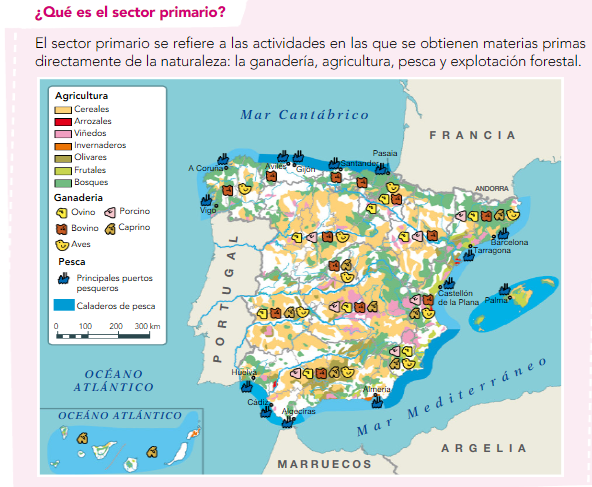 ¿Qué es el sector primario?
El sector primario se refiere a las actividades en las que se obtienen materias primas
directamente de la naturaleza: la ganadería, agricultura, pesca y explotación forestal.
Agricultura
Cereales
Arrozales
Viñedos
Invernaderos
Olivares
Frutales
Bosques
Ganadería
Ovino
Porcino
Bovino
Caprino
Aves
Pesca
Principales puertos
pesqueros
Caladeros de pesca
0 100 200 300 km
Mar Cantábrico
FRANCIA
ANDORRA
A Coruña
Avilés
Gijón
Santander
Pasaia
Vigo
Barcelona
Tarragona
Castellón
de la Plana
Palma
PORTUGAL
OCÉANO
ATLÁNTICO
Huelva
Cádiz
Algeciras
Almería
Mar Mediterráneo
OCEÁNO ATLÁNTICO
MARRUECOS
ARGELIA